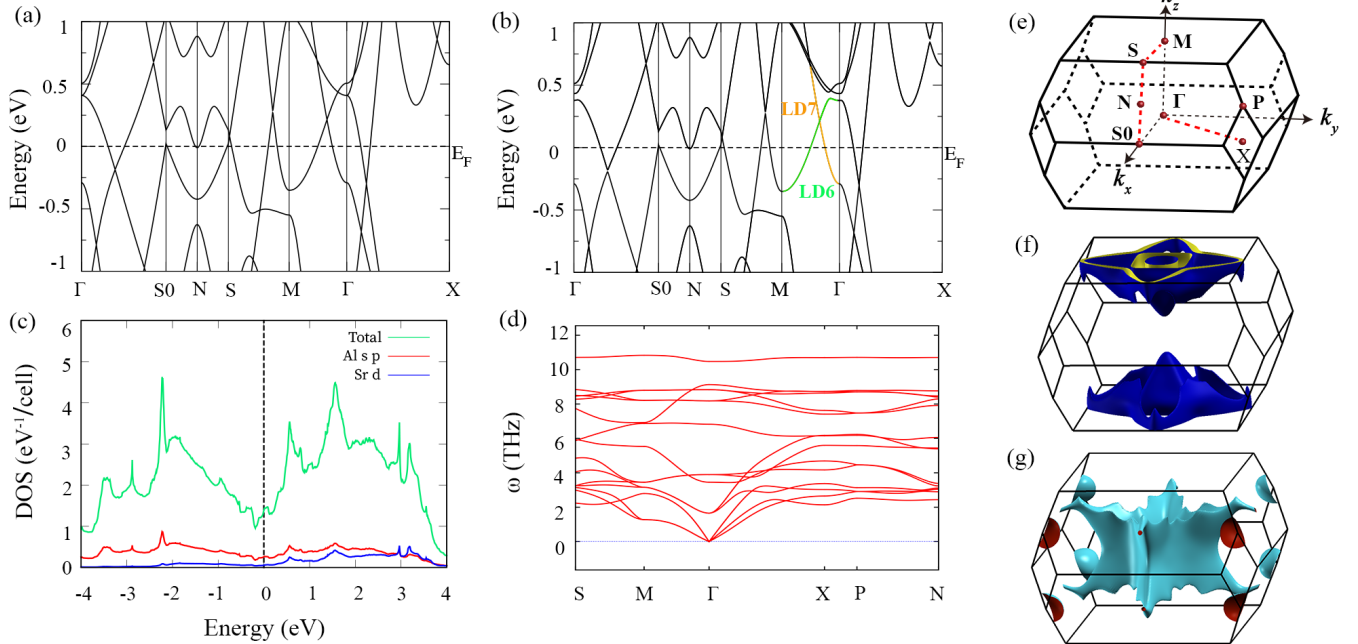 (a)
Energy (eV)
1
0.5
0
-0.5
-1
E_F
Γ S0 N S M Γ X
(b)
Energy (eV)
1
0.5
0
-0.5
-1
LD7
LD6
E_F
Γ S0 N S M Γ X
(c)
DOS (eV⁻¹/cell)
6
5
4
3
2
1
0
Total
Al s p
Sr d
-4 -3 -2 -1 0 1 2 3 4
Energy (eV)
(d)
ω (THz)
12
10
8
6
4
2
0
S M Γ X P N
(e)
k_z
M
S
N
Γ
P
k_y
S0
X
k_x
(f)
(g)